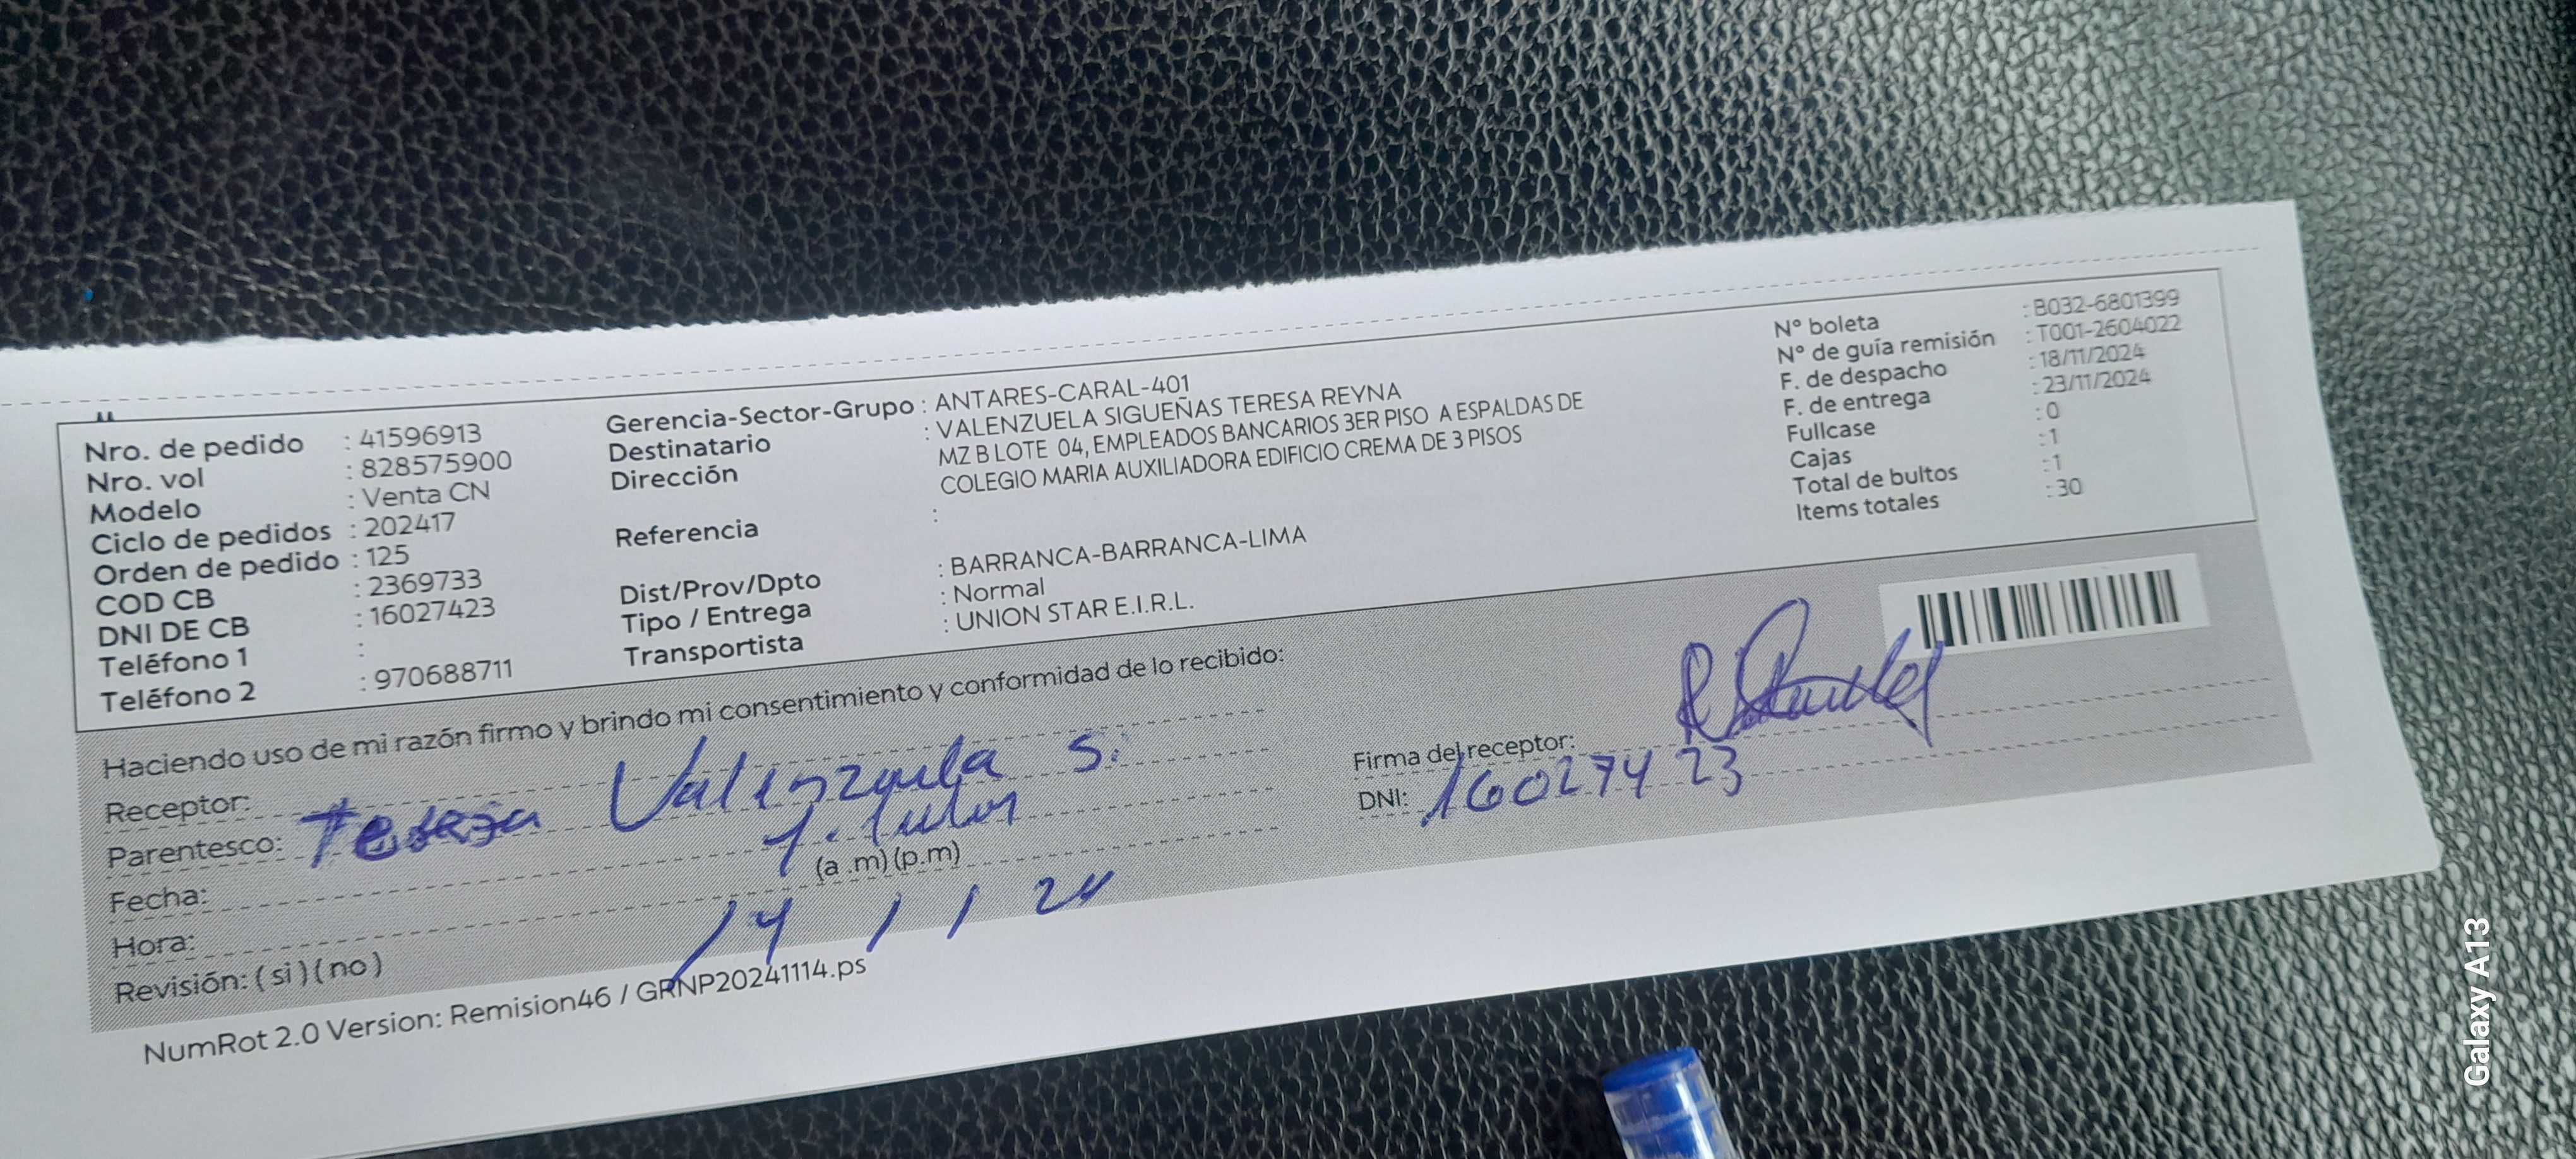 Nro. de pedido : 41596913
Nro. vol : 828575900
Modelo : Venta CN
Ciclo de pedidos : 202417
Orden de pedido : 125
COD CB : 2369733
DNI DE CB : 16027423
Teléfono 1 :
Teléfono 2 : 970688711
Gerencia-Sector-Grupo : ANTARES-CARAL-401
Destinatario : VALENZUELA SIGUEÑAS TERESA REYNA
Dirección MZ B LOTE 04, EMPLEADOS BANCARIOS 3ER PISO A ESPALDAS DE
COLEGIO MARIA AUXILIADORA EDIFICIO CREMA DE 3 PISOS
Referencia :
Dist/Prov/Dpto : BARRANCA-BARRANCA-LIMA
Tipo / Entrega : Normal
Transportista : UNION STAR E.I.R.L.
N° boleta : B032-6801399
N° de guía remisión : T001-2604022
F. de despacho : 18/11/2024
F. de entrega : 23/11/2024
Fullcase : 0
Cajas : 1
Total de bultos : 1
Items totales : 30
Haciendo uso de mi razón firmo y brindo mi consentimiento y conformidad de lo recibido:
Receptor: Teresa Valenzuela S.
Parentesco:
Fecha:
Hora: (a .m) (p.m)
Revisión: ( si ) ( no )
Firma del receptor:
DNI: 16027423
NumRot 2.0 Version: Remision46 / GRNP20241114.ps
Galaxy A13